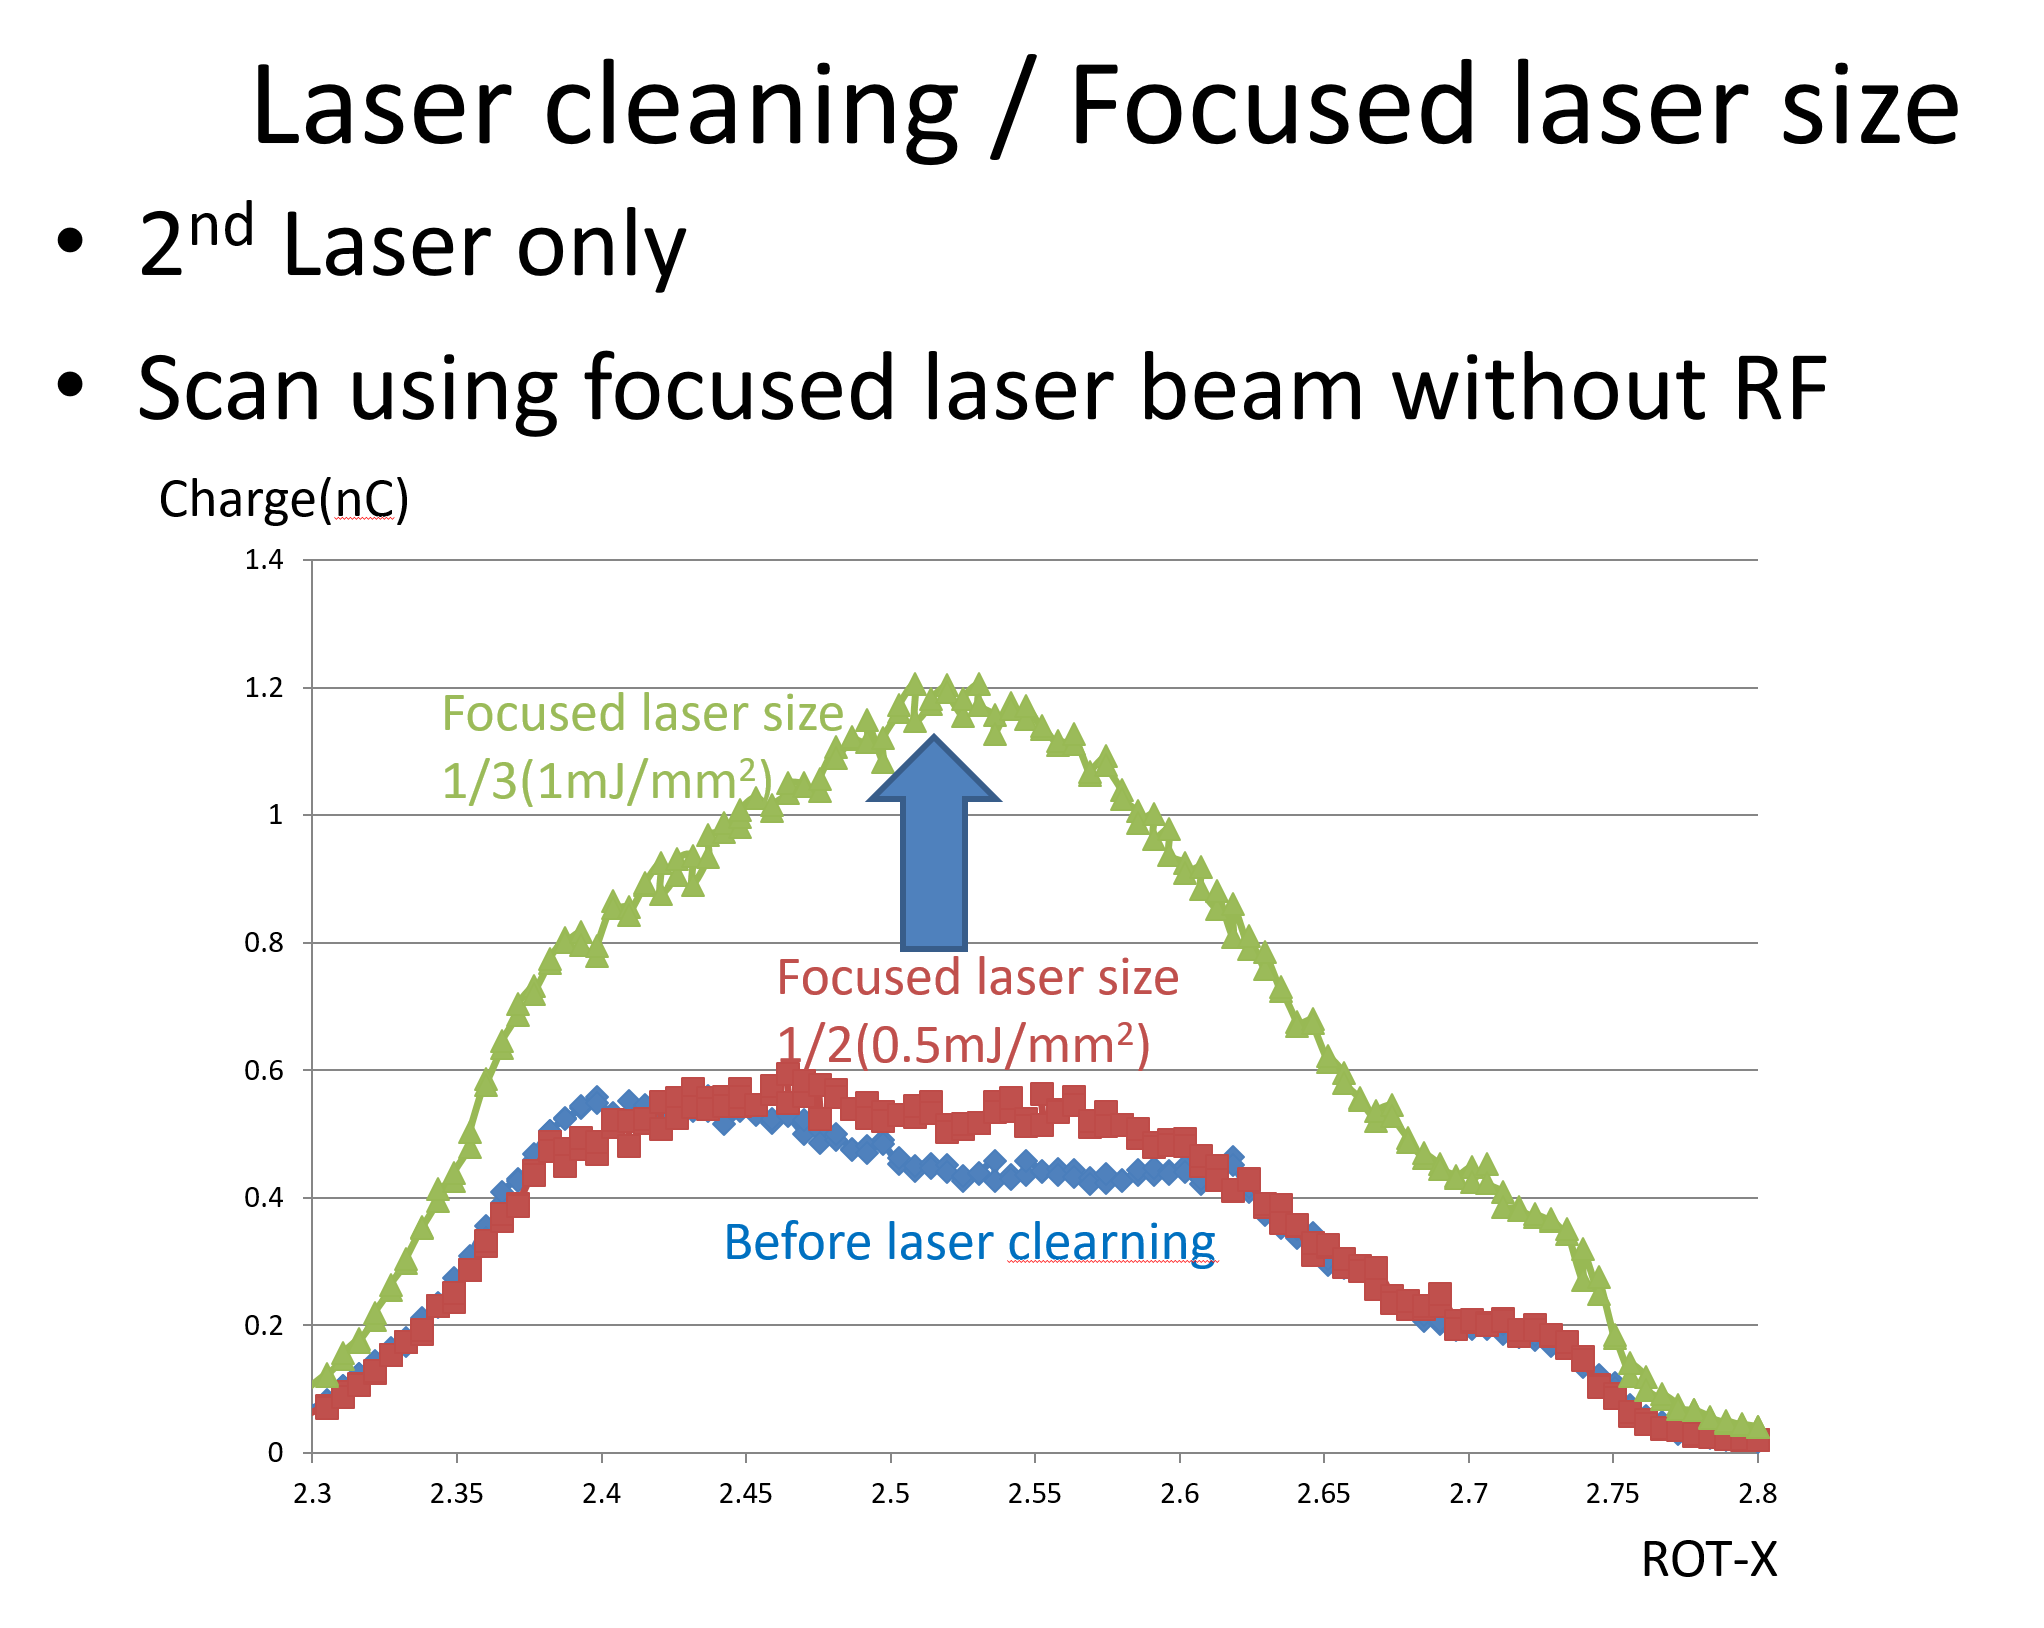 Laser cleaning / Focused laser size
• 2nd Laser only
• Scan using focused laser beam without RF
Charge(nC)
1.4
1.2
1
0.8
0.6
0.4
0.2
0
Focused laser size
1/3(1mJ/mm²)
Focused laser size
1/2(0.5mJ/mm²)
Before laser clearning
2.3 2.35 2.4 2.45 2.5 2.55 2.6 2.65 2.7 2.75 2.8
ROT-X